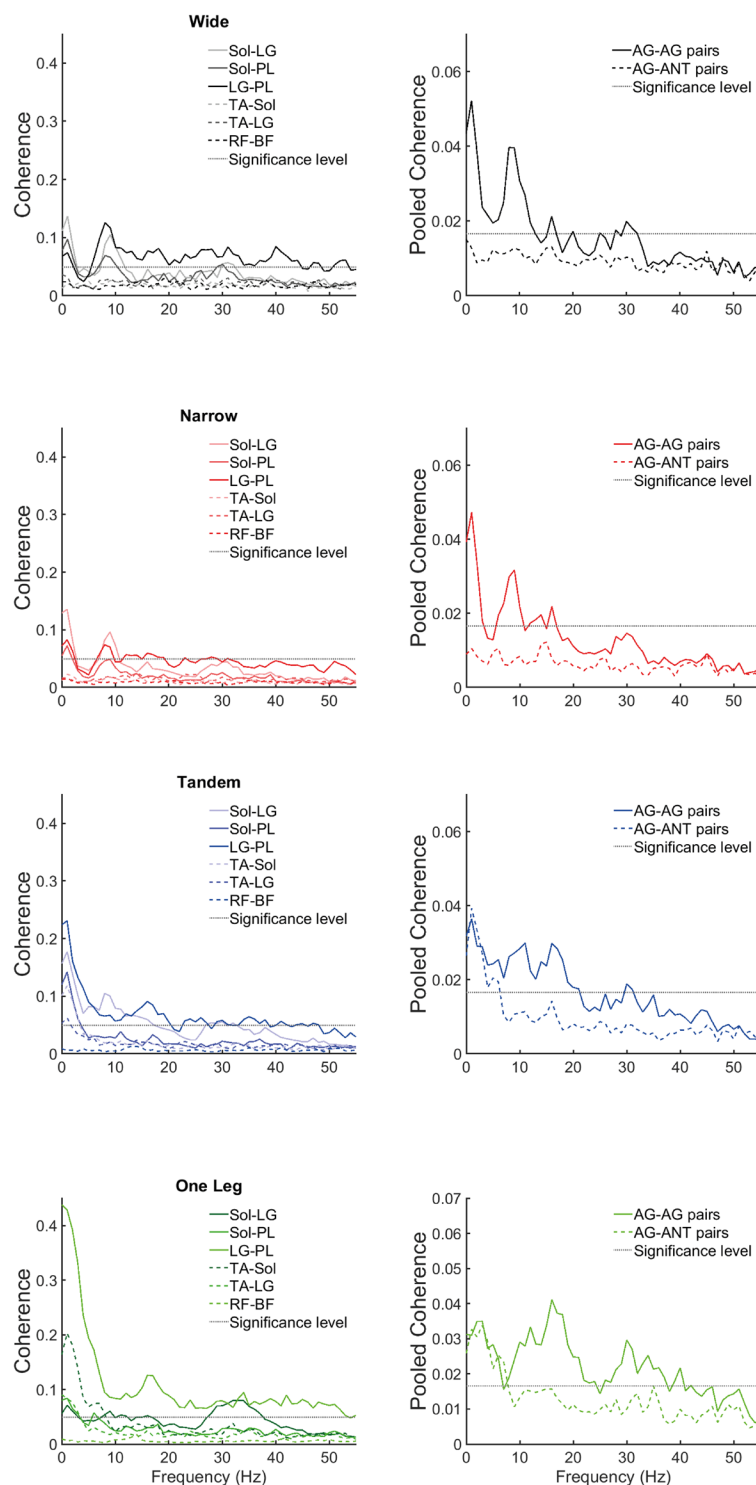 Wide
0.4
0.3
0.2
0.1
0
Coherence
Sol-LG
Sol-PL
LG-PL
TA-Sol
TA-LG
RF-BF
Significance level
0 10 20 30 40 50
0.06
0.04
0.02
0
Pooled Coherence
AG-AG pairs
AG-ANT pairs
Significance level
0 10 20 30 40 50
Narrow
0.4
0.3
0.2
0.1
0
Coherence
Sol-LG
Sol-PL
LG-PL
TA-Sol
TA-LG
RF-BF
Significance level
0 10 20 30 40 50
0.06
0.04
0.02
0
Pooled Coherence
AG-AG pairs
AG-ANT pairs
Significance level
0 10 20 30 40 50
Tandem
0.4
0.3
0.2
0.1
0
Coherence
Sol-LG
Sol-PL
LG-PL
TA-Sol
TA-LG
RF-BF
Significance level
0 10 20 30 40 50
0.06
0.04
0.02
0
Pooled Coherence
AG-AG pairs
AG-ANT pairs
Significance level
0 10 20 30 40 50
One Leg
0.4
0.3
0.2
0.1
0
Coherence
Sol-LG
Sol-PL
LG-PL
TA-Sol
TA-LG
RF-BF
Significance level
0 10 20 30 40 50
Frequency (Hz)
0.07
0.06
0.05
0.04
0.03
0.02
0.01
0
Pooled Coherence
AG-AG pairs
AG-ANT pairs
Significance level
0 10 20 30 40 50
Frequency (Hz)